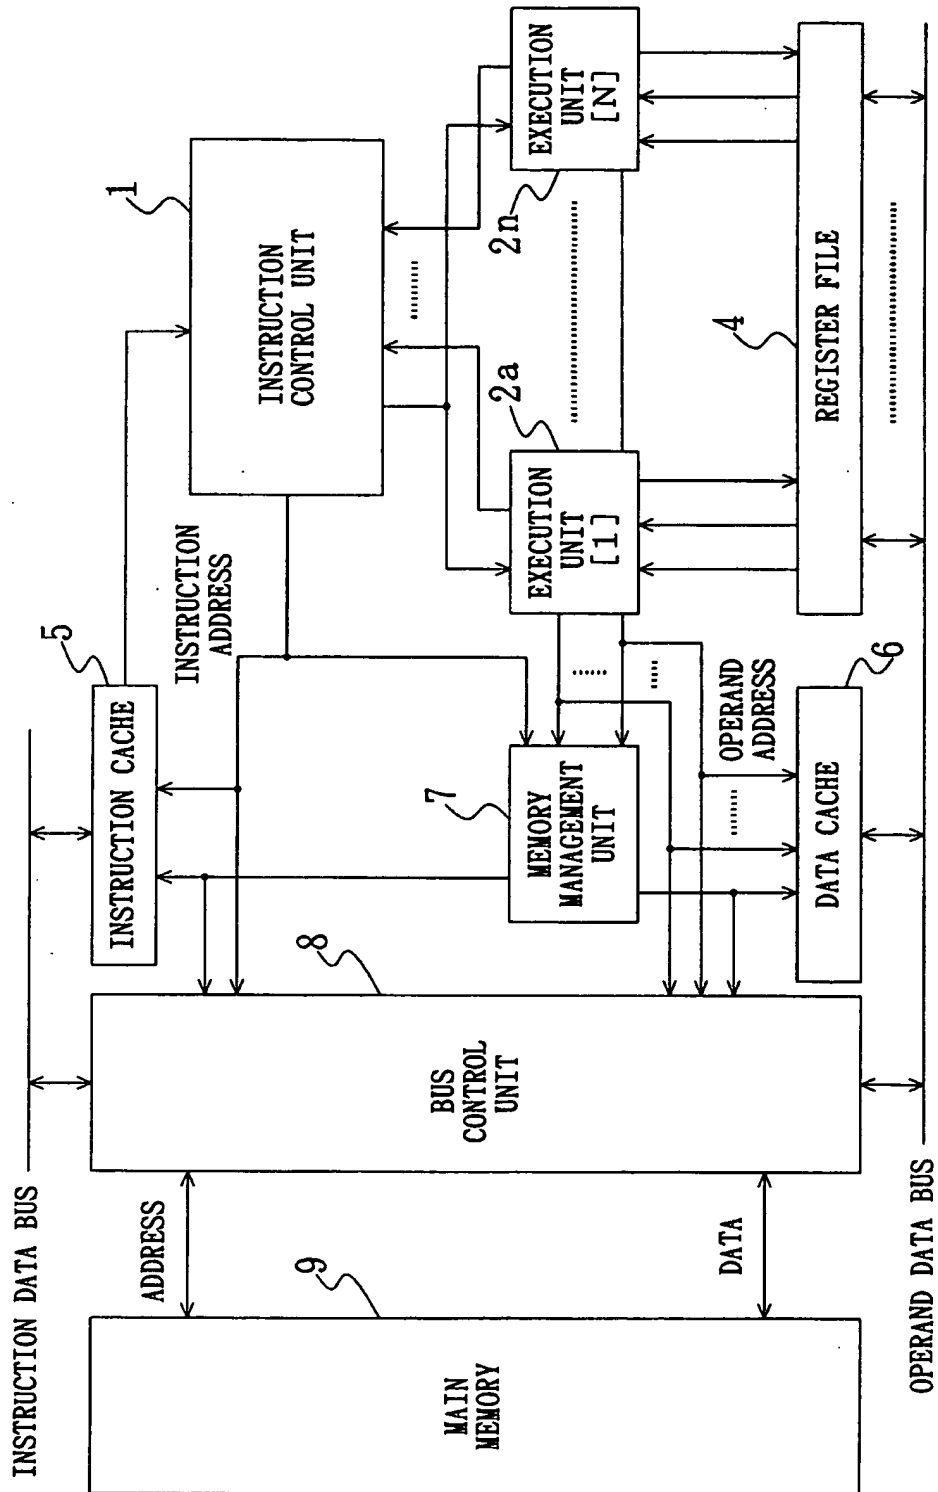 INSTRUCTION DATA BUS
5
INSTRUCTION CACHE
1
INSTRUCTION
CONTROL UNIT
INSTRUCTION
ADDRESS
ADDRESS
9
MAIN
MEMORY
8
BUS
CONTROL
UNIT
7
MEMORY
MANAGEMENT
UNIT
2a
EXECUTION
UNIT
[1]
2n
EXECUTION
UNIT
[N]
OPERAND
ADDRESS
DATA
DATA CACHE
6
4
REGISTER FILE
OPERAND DATA BUS